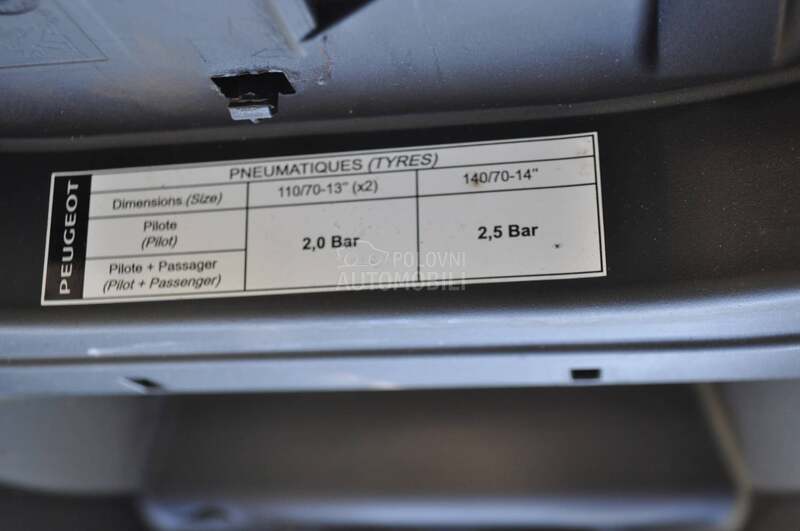 PEUGEOT
PNEUMATIQUES (TYRES)
Dimensions (Size) 110/70-13" (x2) 140/70-14"
Pilote
(Pilot)
2,0 Bar 2,5 Bar
Pilote + Passager
(Pilot + Passenger)
POLOVNI
AUTOMOBILI